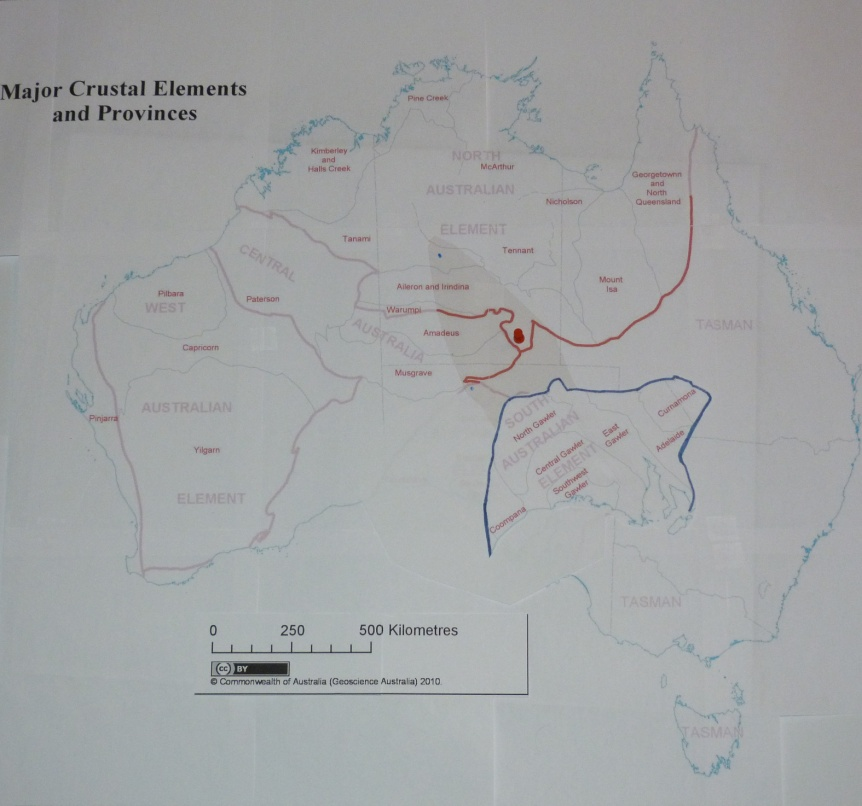 Major Crustal Elements
and Provinces
Pine Creek
Kimberley
and
Halls Creek
NORTH
McArthur
AUSTRALIAN
ELEMENT
Georgetownn
and
North
Queensland
Nicholson
Tanami
Tennant
CENTRAL
Aileron and Irindina
Mount
Isa
Pilbara
WEST
Paterson
Warumpi
AUSTRALIA
Amadeus
TASMAN
Capricorn
Musgrave
AUSTRALIAN
Pinjarra
SOUTH
North Gawler
AUSTRALIAN
ELEMENT
Curnamona
East
Gawler
Adelaide
Yilgarn
Central Gawler
Southwest
Gawler
ELEMENT
Coompana
TASMAN
0 250 500 Kilometres
cc BY
© Commonwealth of Australia (Geoscience Australia) 2010.
TASMAN